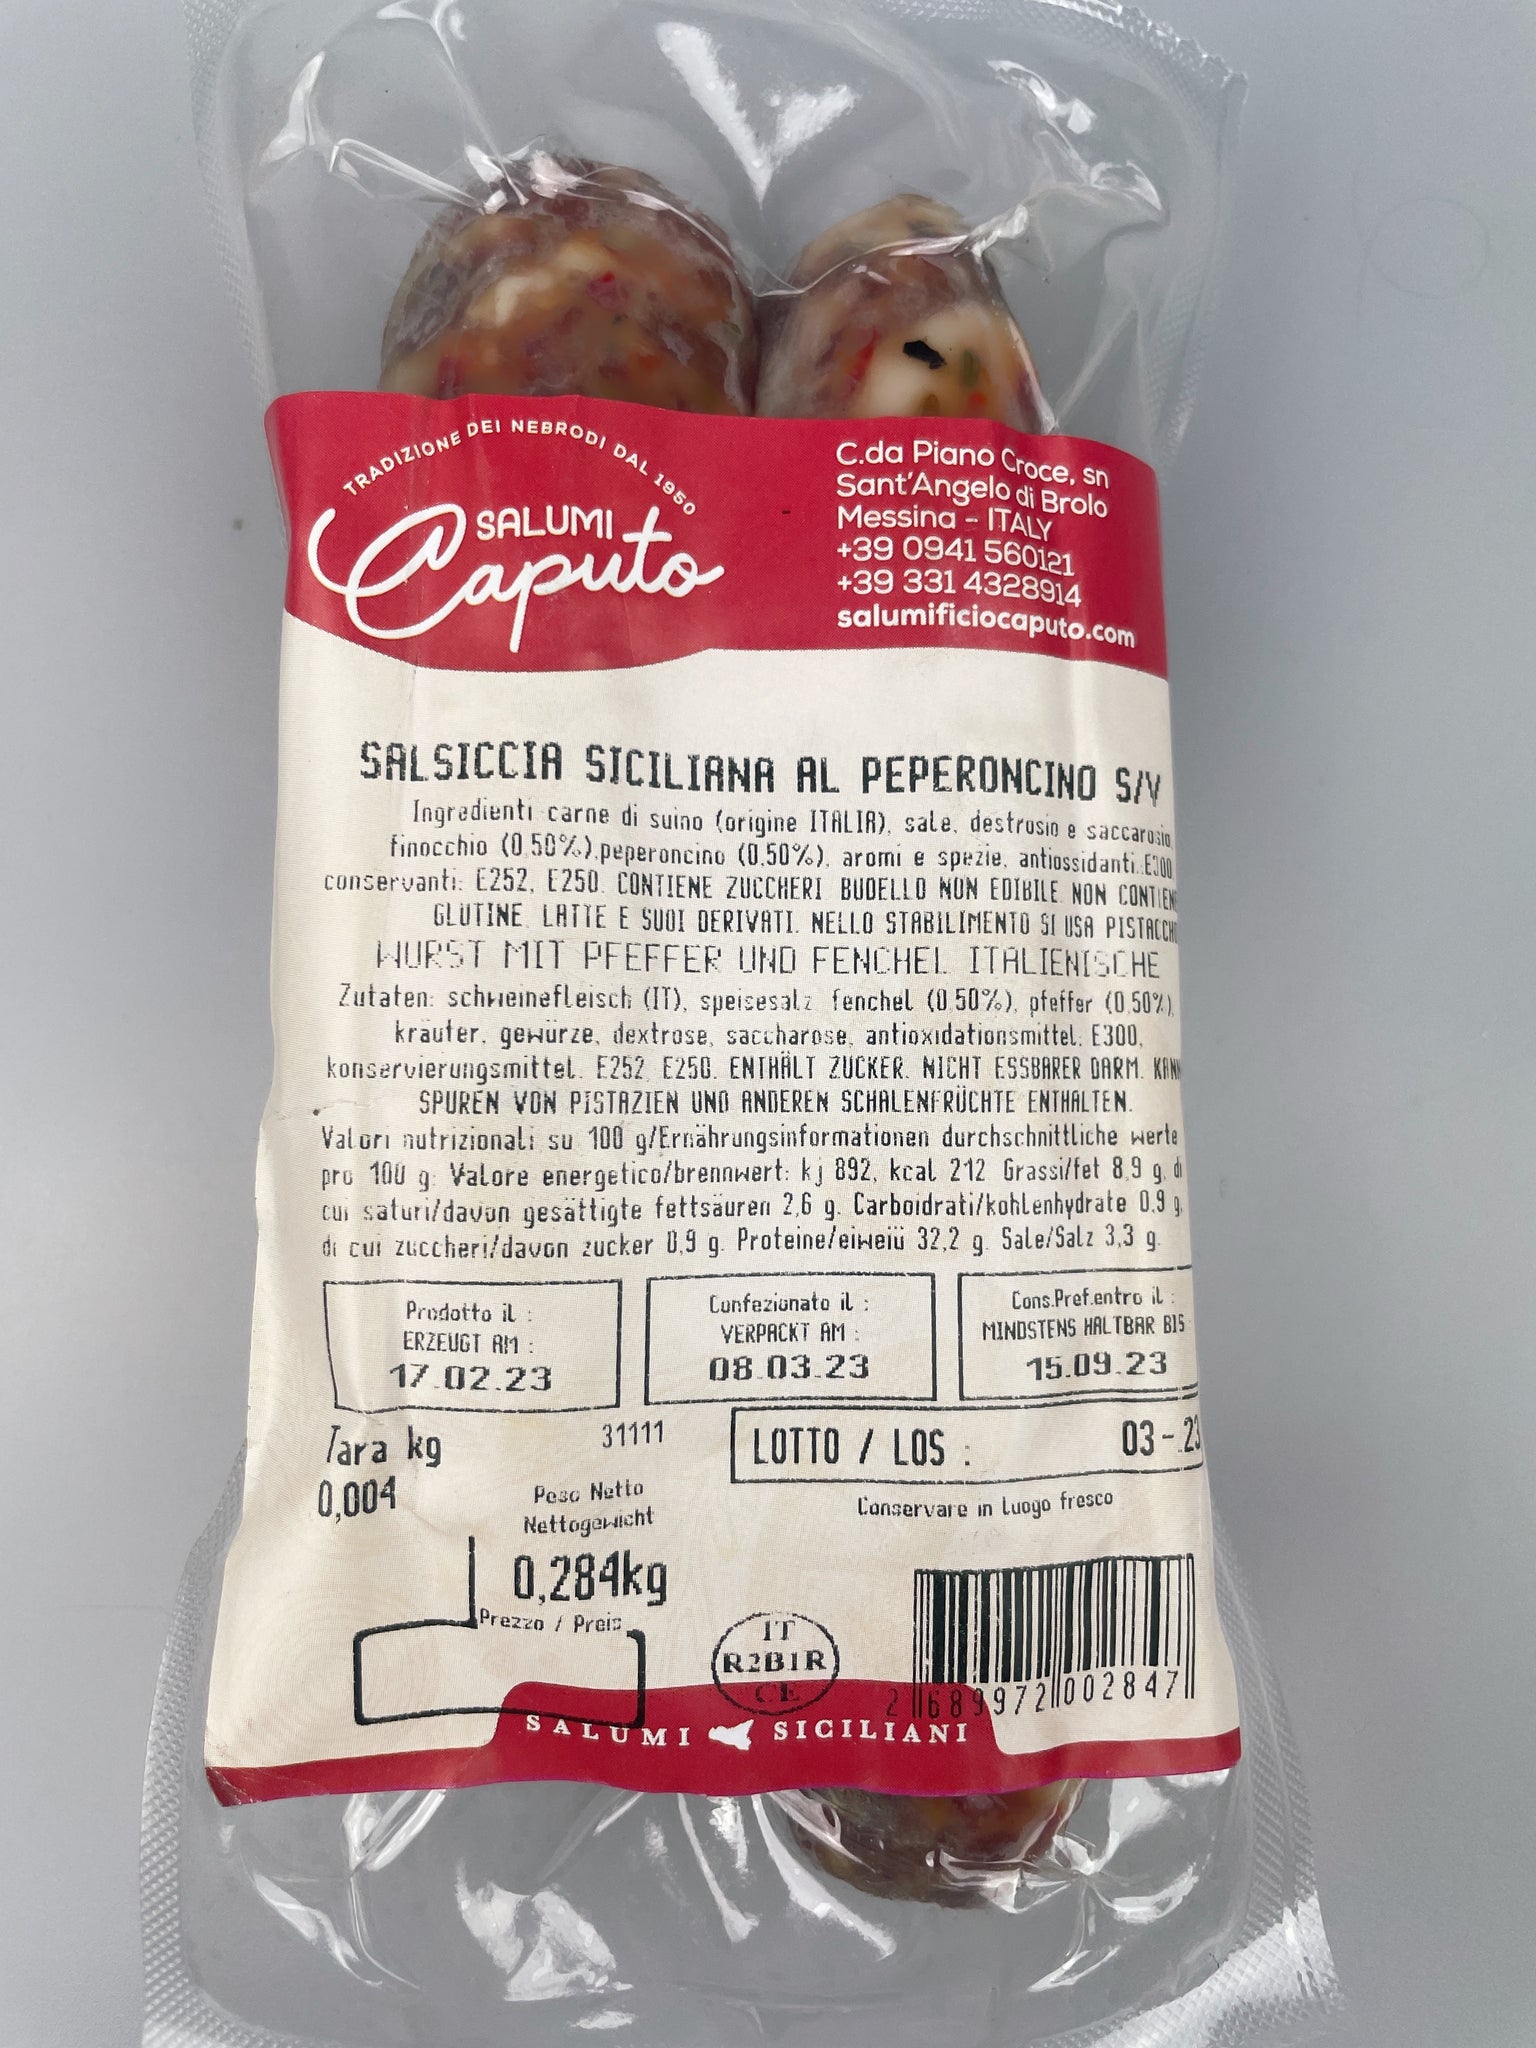 TRADIZIONE DEI NEBRODI DAL 1950
SALUMI
Caputo
C.da Piano Croce, sn
Sant'Angelo di Brolo
Messina - ITALY
+39 0941 560121
+39 331 4328914
salumificiocaputo.com
SALSICCIA SICILIANA AL PEPERONCINO S/V
Ingredienti carne di suino (origine ITALIA), sale, destrosio e saccarosio,
finocchio (0.50%), peperoncino (0.50%), aromi e spezie, antiossidanti: E300,
conservanti: E252, E250. CONTIENE ZUCCHERI BUDELLO NON EDIBILE NON CONTIENE
GLUTINE, LATTE E SUOI DERIVATI. NELLO STABILIMENTO SI USA
WURST MIT PFEFFER UND FENCHEL ITALIENISCHE
Zutaten: schweinefleisch (IT), speisesalz fenchel (0.50%), pfeffer (0.50%),
kräuter, gewürze, dextrose, saccharose, antioxidationsmittel: E300,
konservierungsmittel: E252, E250. ENTHÄLT ZUCKER. NICHT ESSBARER DARM. KANN
SPUREN VON PISTAZIEN UND ANDEREN SCHALENFRÜCHTE ENTHALTEN.
Valori nutrizionali su 100 g/Ernährungsinformationen durchschnittliche werte
pro 100 g: Valore energetico/brennwert: kj 892, kcal 212 Grassi/fet 8,9 g, di
cui saturi/davon gesättigte fettsäuren 2,6 g. Carboidrati/kohlenhydrate 0.9 g,
di cui zuccheri/davon zucker 0,9 g. Proteine/eiweiü 32,2 g. Sale/Salz 3,3 g.
Prodotto il :
ERZEUGT AM :
17.02.23
Confezionato il :
VERPACKT AM :
08.03.23
Cons.Pref.entro il :
MINDSTENS HALTBAR BIS
15.09.23
Tara kg
0,004
31111
LOTTO / LOS : 03-23
Peso Netto
Nettogewicht
0,284kg
Conservare in luogo fresco
Prezzo / Preis
IT
R2B1R
CE
2 689972 002847
SALUMI SICILIANI